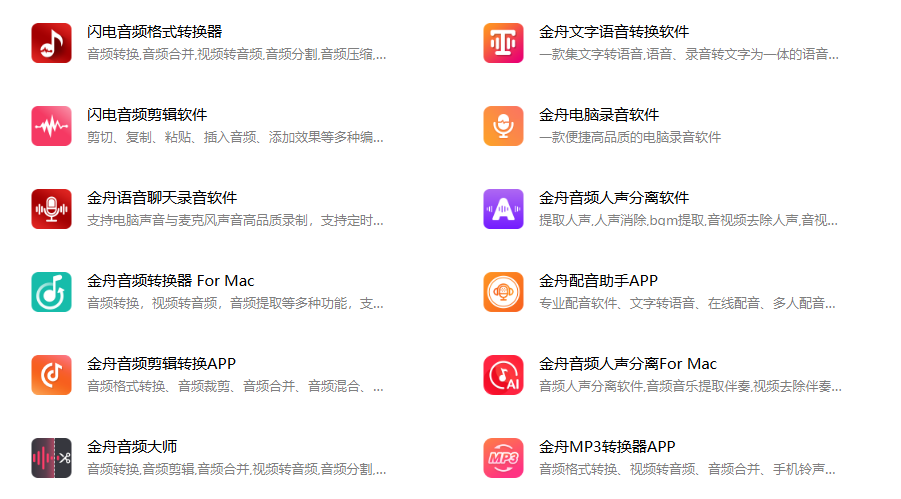 闪电音频格式转换器
音频转换,音频合并,视频转音频,音频分割,音频压缩,...
金舟文字语音转换软件
一款集文字转语音,语音、录音转文字为一体的语音...
闪电音频剪辑软件
剪切、复制、粘贴、插入音频、添加效果等多种编...
金舟电脑录音软件
一款便捷高品质的电脑录音软件
金舟语音聊天录音软件
支持电脑声音与麦克风声音高品质录制，支持定时...
金舟音频人声分离软件
提取人声,人声消除,bgm提取,音视频去除人声,音视...
金舟音频转换器 For Mac
音频转换，视频转音频，音频提取等多种功能，支...
金舟配音助手APP
专业配音软件、文字转语音、在线配音、多人配音...
金舟音频剪辑转换APP
音频格式转换、音频裁剪、音频合并、音频混合、...
AI
金舟音频人声分离For Mac
音频人声分离软件,音频音乐提取伴奏,视频去除伴奏...
金舟音频大师
音频转换,音频剪辑,音频合并,视频转音频,音频分割,...
MP3
金舟MP3转换器APP
音频格式转换、视频转音频、音频合并、手机铃声...